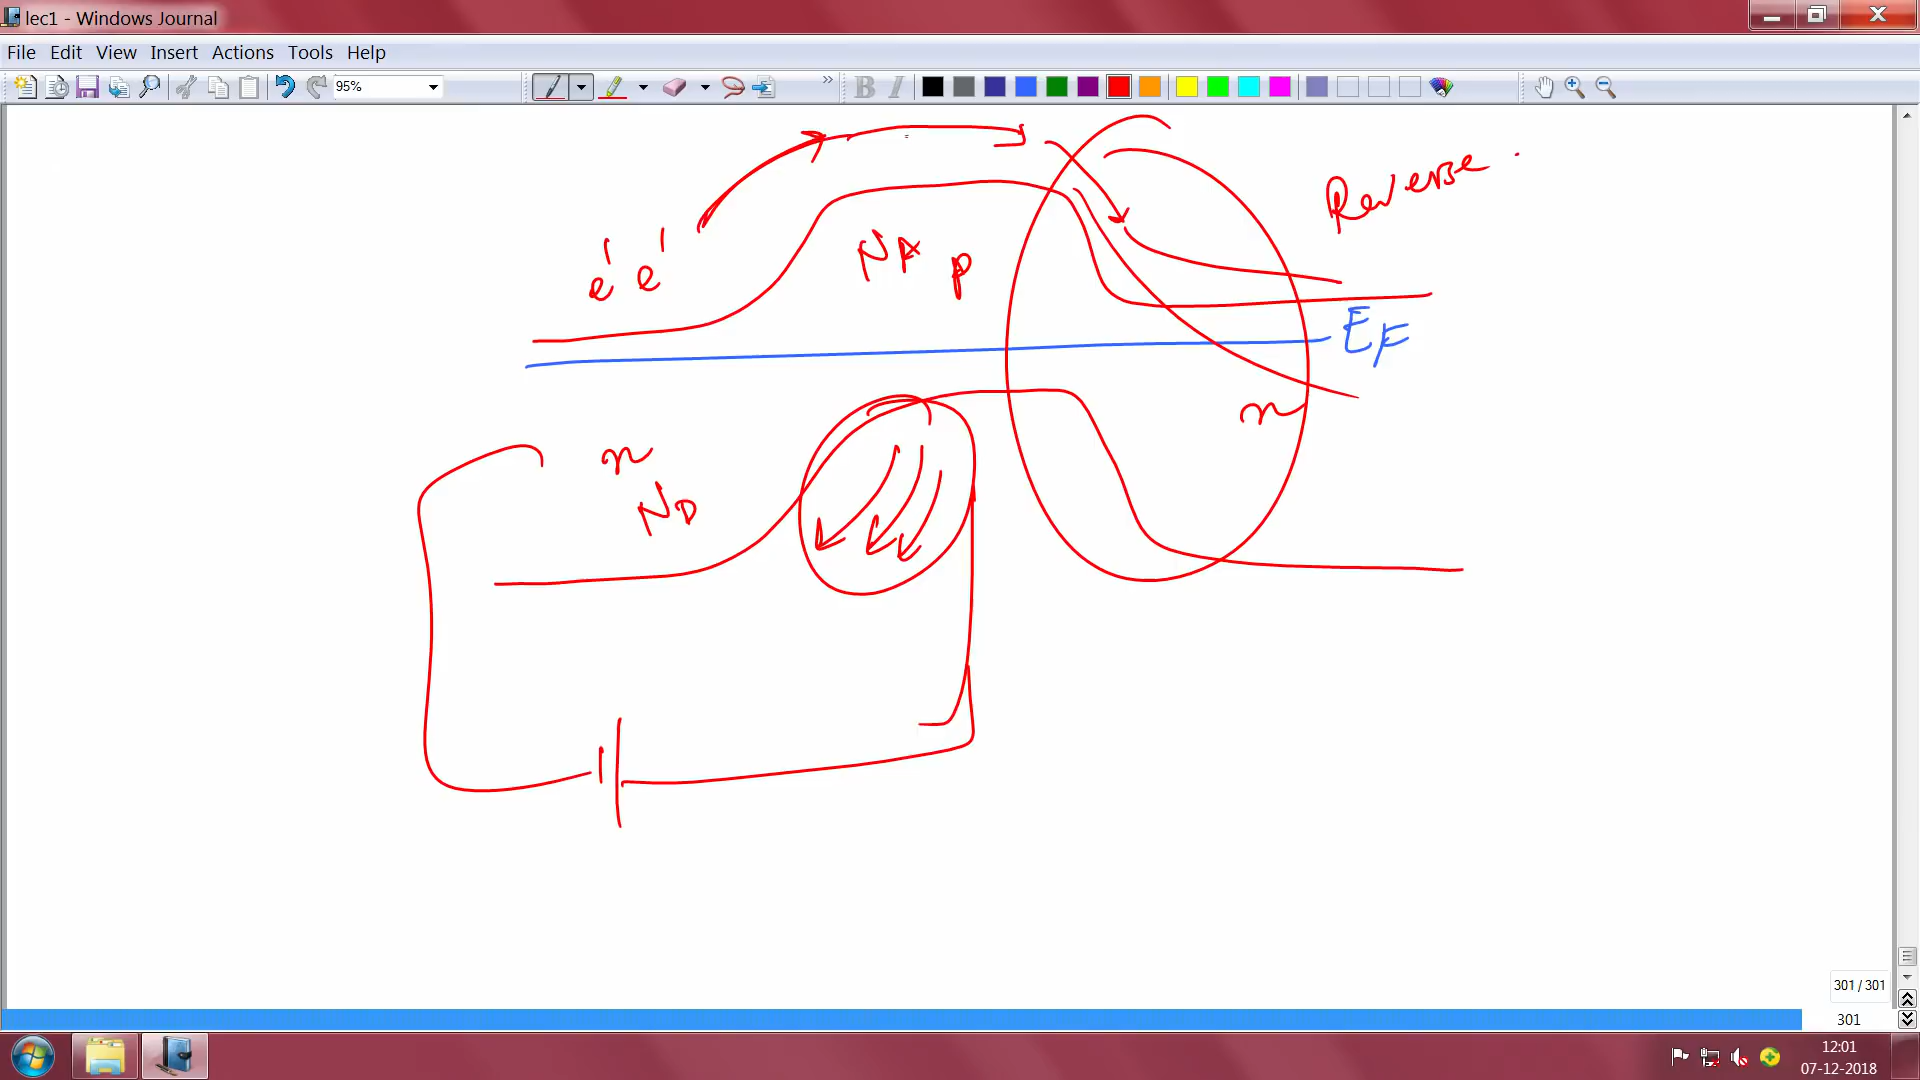 lec1 - Windows Journal
File Edit View Insert Actions Tools Help
95%
B I
Reverse
e' e'
NA p
EF
n
n
ND
301 / 301
301
12:01
07-12-2018